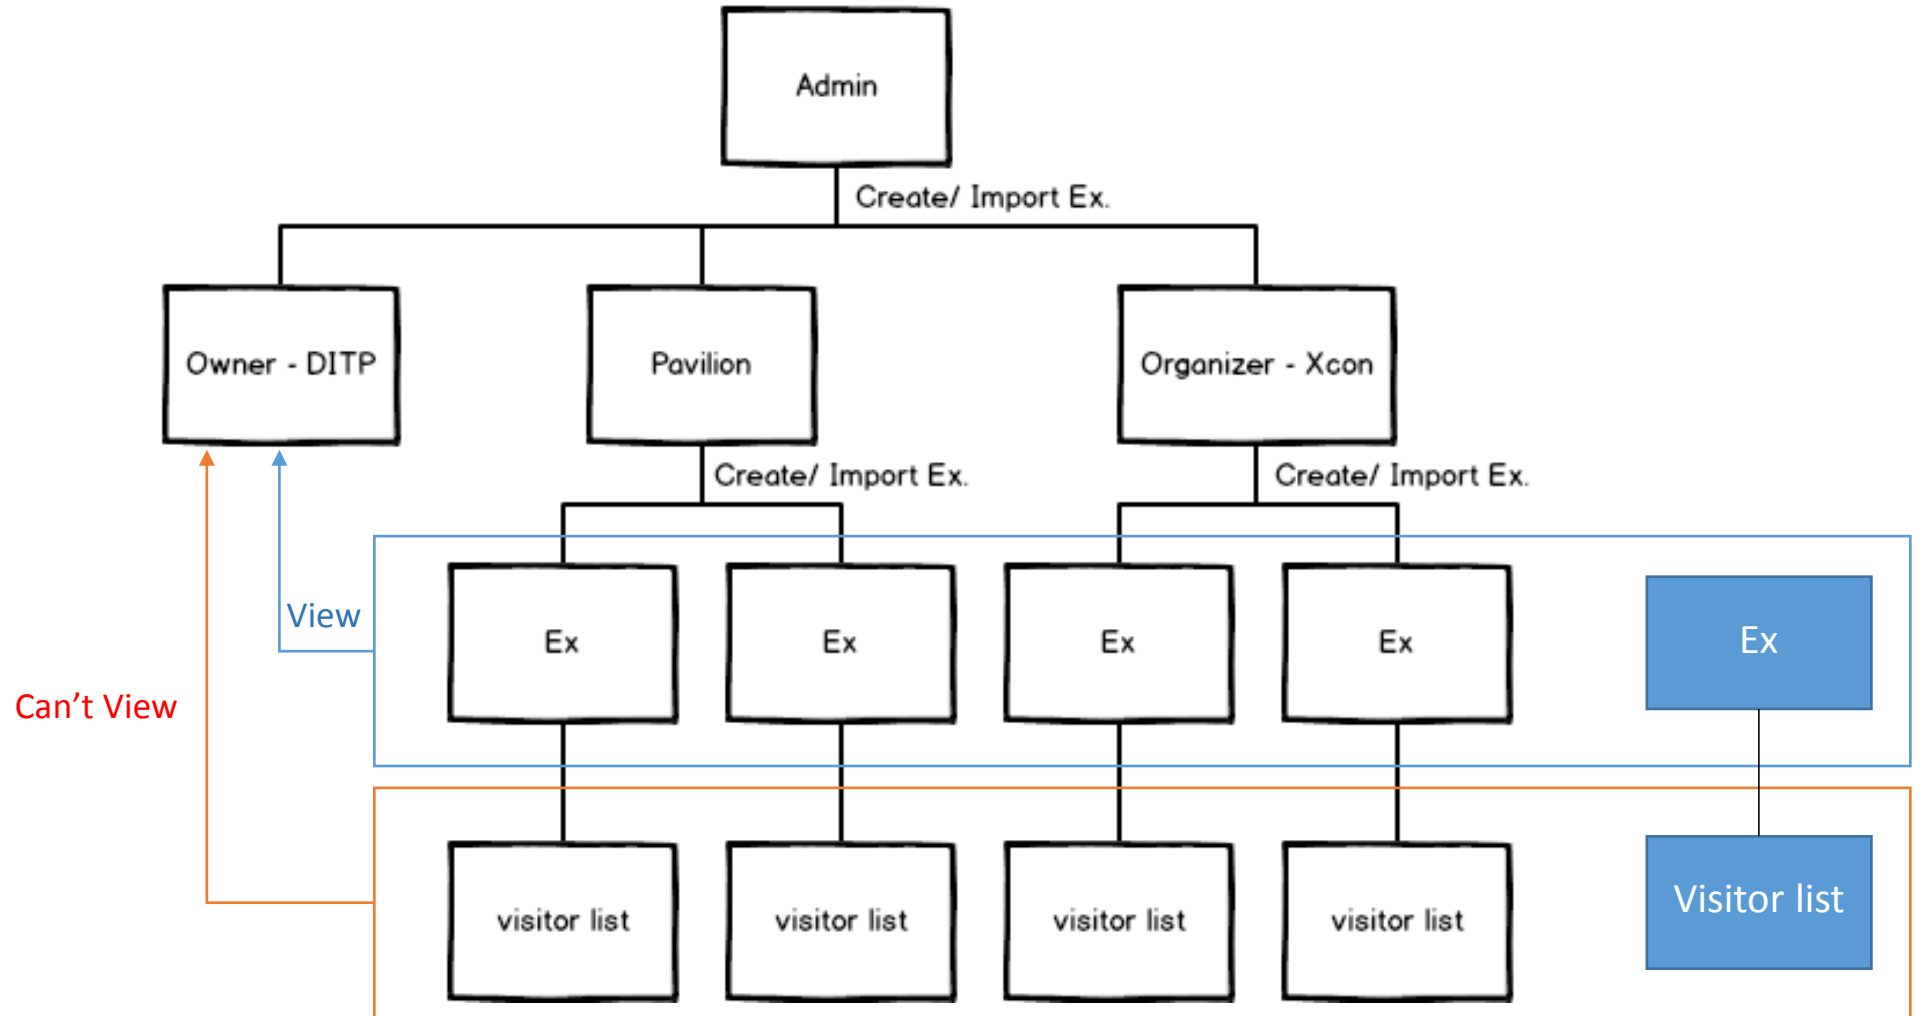 Admin
Create/ Import Ex.
Owner - DITP
Pavilion
Organizer - Xcon
Create/ Import Ex.
Create/ Import Ex.
View
Ex
Ex
Ex
Ex
Ex
Can’t View
visitor list
visitor list
visitor list
visitor list
Visitor list